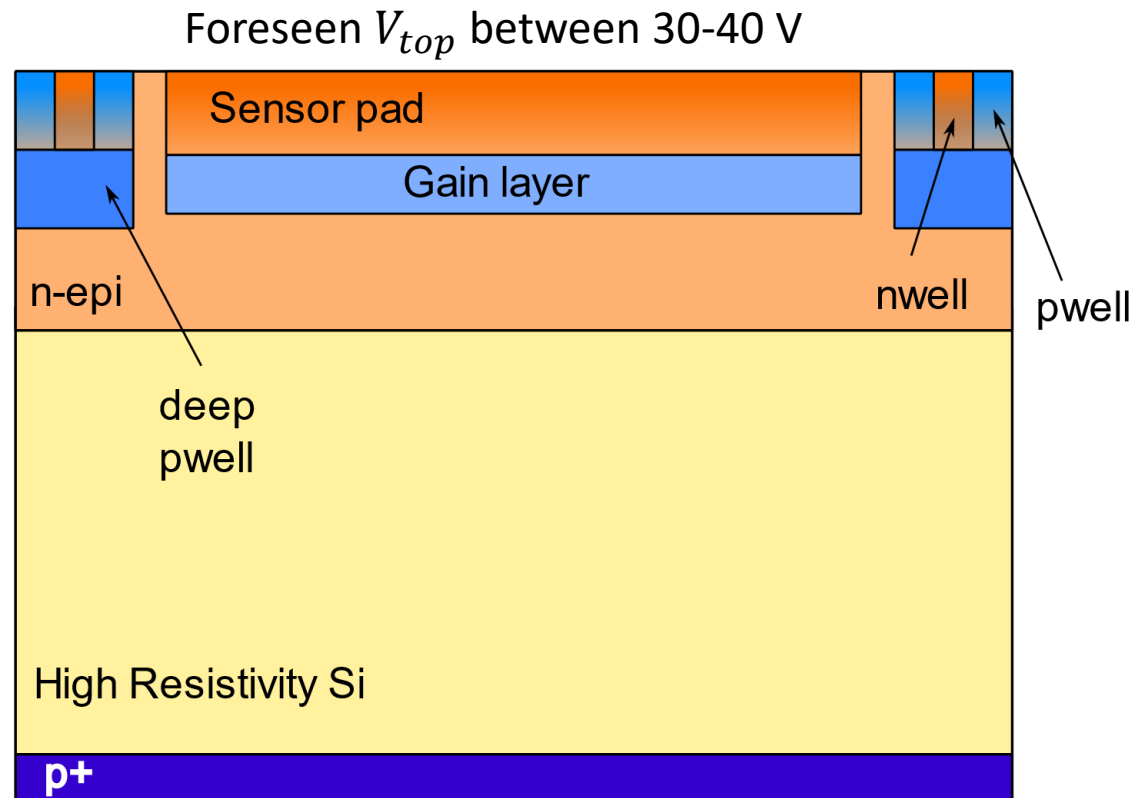 Foreseen V_top between 30-40 V
Sensor pad
Gain layer
n-epi
nwell
pwell
deep
pwell
High Resistivity Si
p+